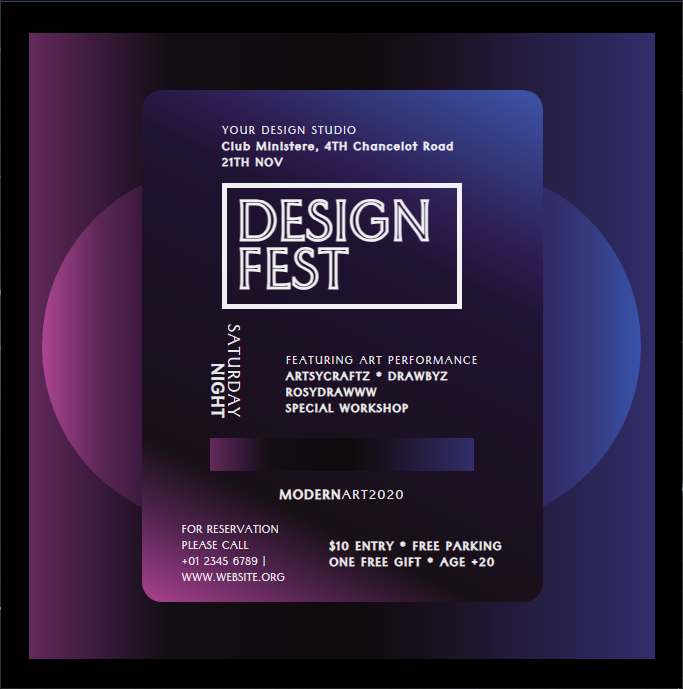 YOUR DESIGN STUDIO
Club Ministere, 4TH Chancelot Road
21TH NOV
DESIGN
FEST
SATURDAY
NIGHT
FEATURING ART PERFORMANCE
ARTSYCRAFTZ * DRAWBYZ
ROSYDRAWWW
SPECIAL WORKSHOP
MODERNART2020
FOR RESERVATION
PLEASE CALL
+01 2345 6789 |
WWW.WEBSITE.ORG
$10 ENTRY * FREE PARKING
ONE FREE GIFT * AGE +20